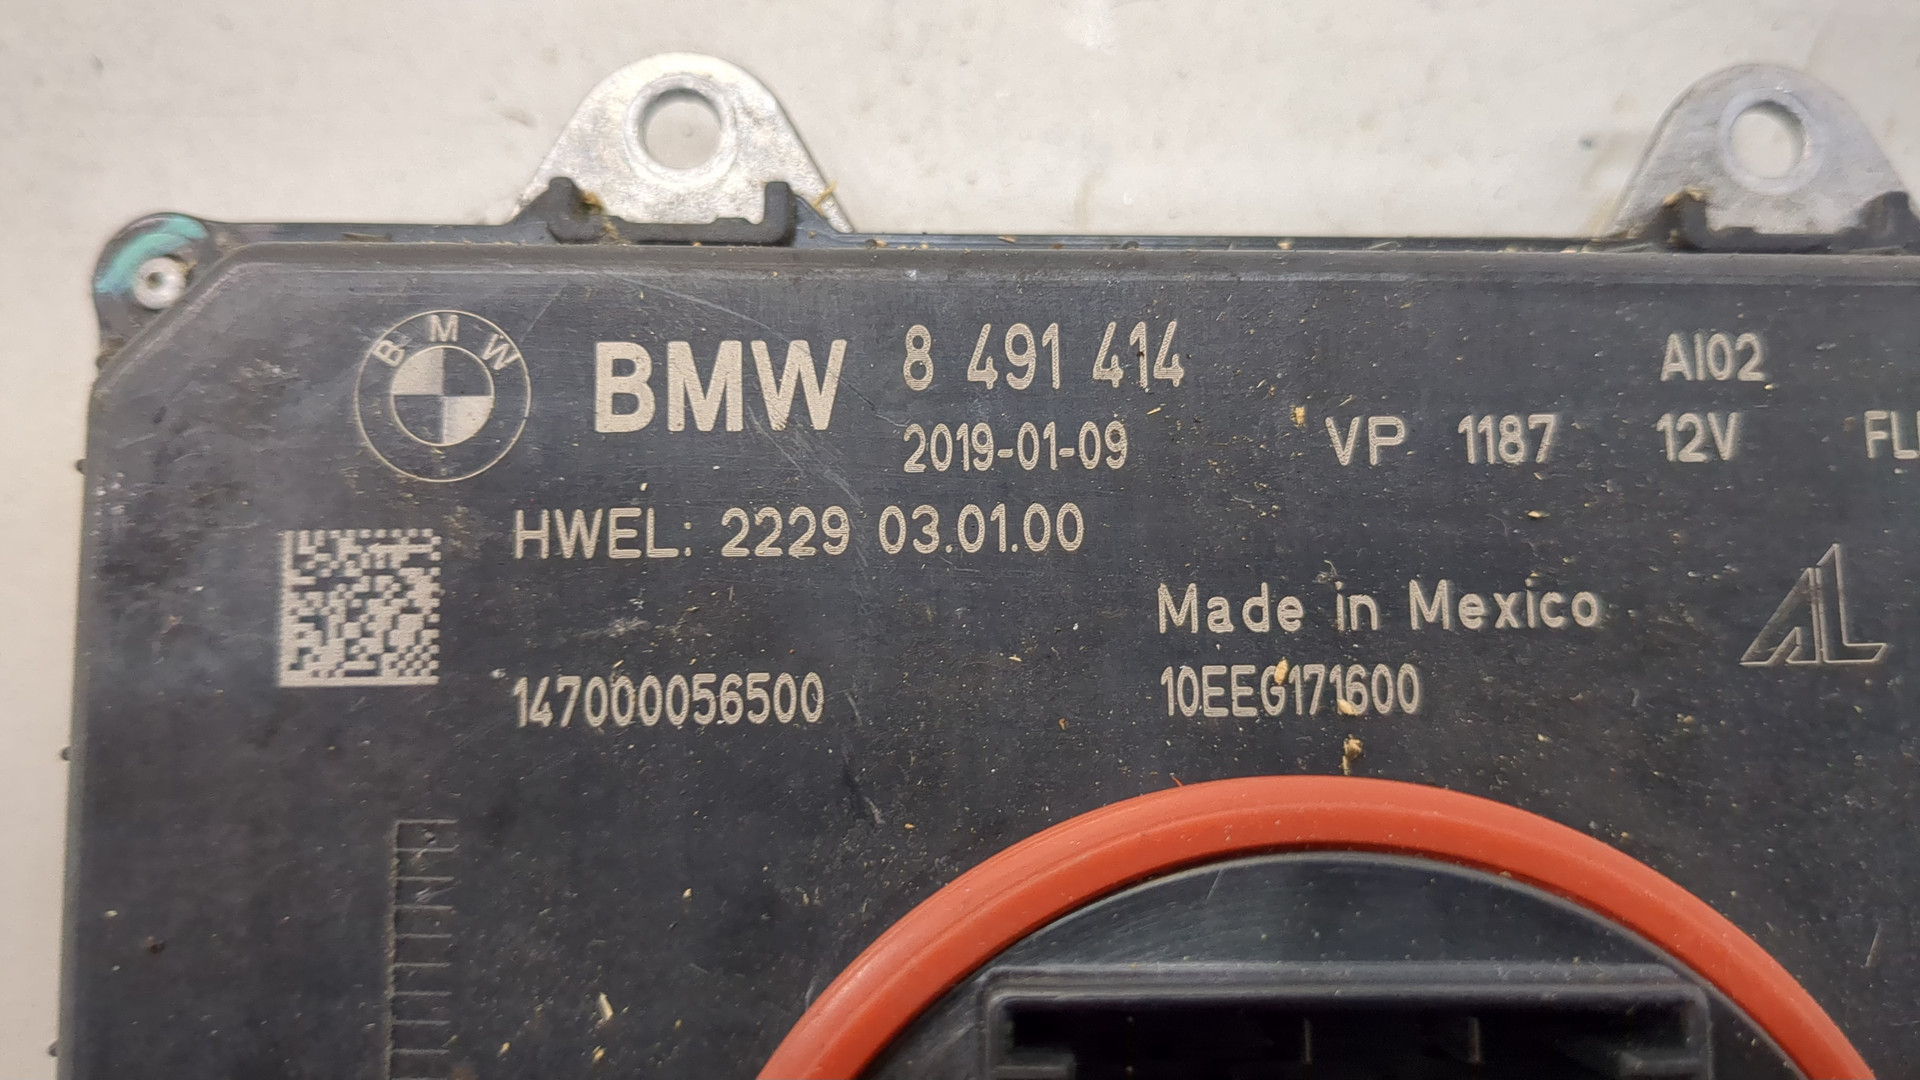 BMW
BMW 8 491 414
2019-01-09
AI02
VP 1187 12V
HWEL: 2229 03.01.00
Made in Mexico
AL
147000056500
10EEG171600